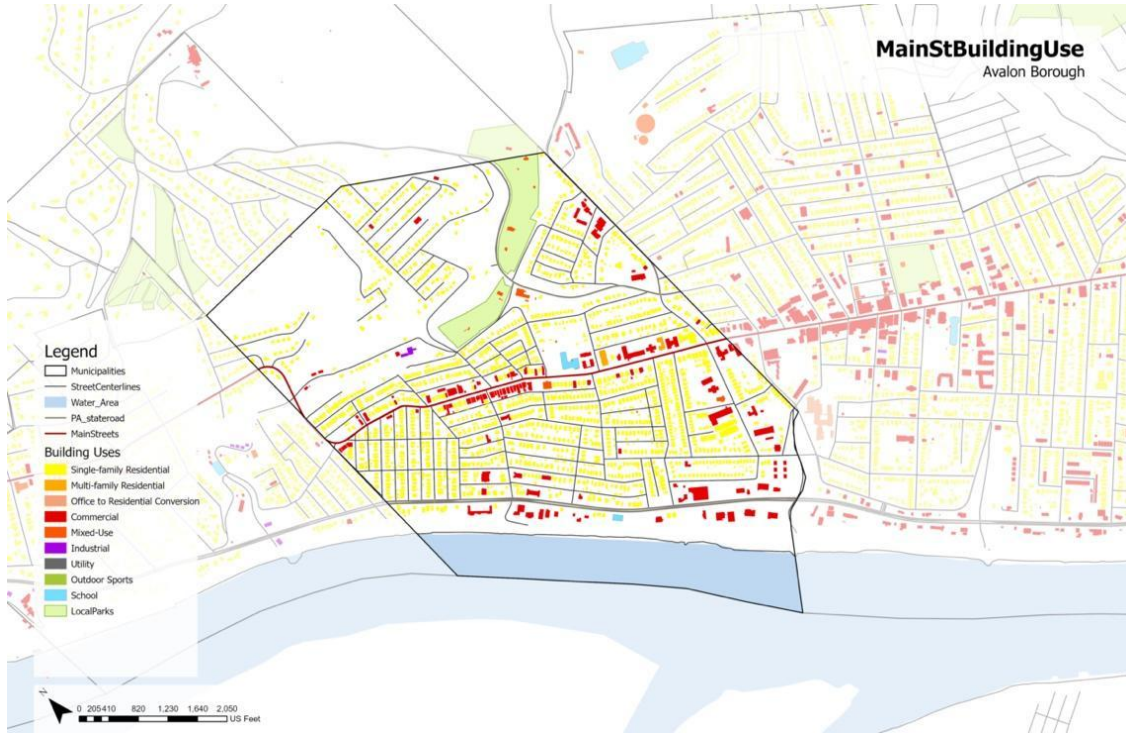 MainStBuildingUse
Avalon Borough
Legend
Municipalities
StreetCenterlines
Water_Area
PA_stateroad
MainStreets
Building Uses
Single-family Residential
Multi-family Residential
Office to Residential Conversion
Commercial
Mixed-Use
Industrial
Utility
Outdoor Sports
School
LocalParks
N
0 205410 820 1,230 1,640 2,050
US Feet